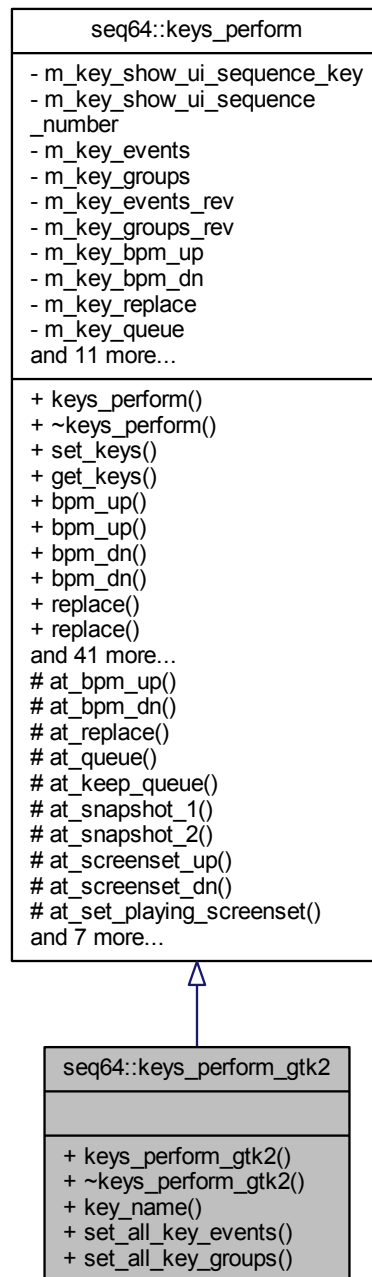 seq64::keys_perform
- m_key_show_ui_sequence_key
- m_key_show_ui_sequence
_number
- m_key_events
- m_key_groups
- m_key_events_rev
- m_key_groups_rev
- m_key_bpm_up
- m_key_bpm_dn
- m_key_replace
- m_key_queue
and 11 more...
+ keys_perform()
+ ~keys_perform()
+ set_keys()
+ get_keys()
+ bpm_up()
+ bpm_up()
+ bpm_dn()
+ bpm_dn()
+ replace()
+ replace()
and 41 more...
# at_bpm_up()
# at_bpm_dn()
# at_replace()
# at_queue()
# at_keep_queue()
# at_snapshot_1()
# at_snapshot_2()
# at_screenset_up()
# at_screenset_dn()
# at_set_playing_screenset()
and 7 more...
seq64::keys_perform_gtk2
+ keys_perform_gtk2()
+ ~keys_perform_gtk2()
+ key_name()
+ set_all_key_events()
+ set_all_key_groups()